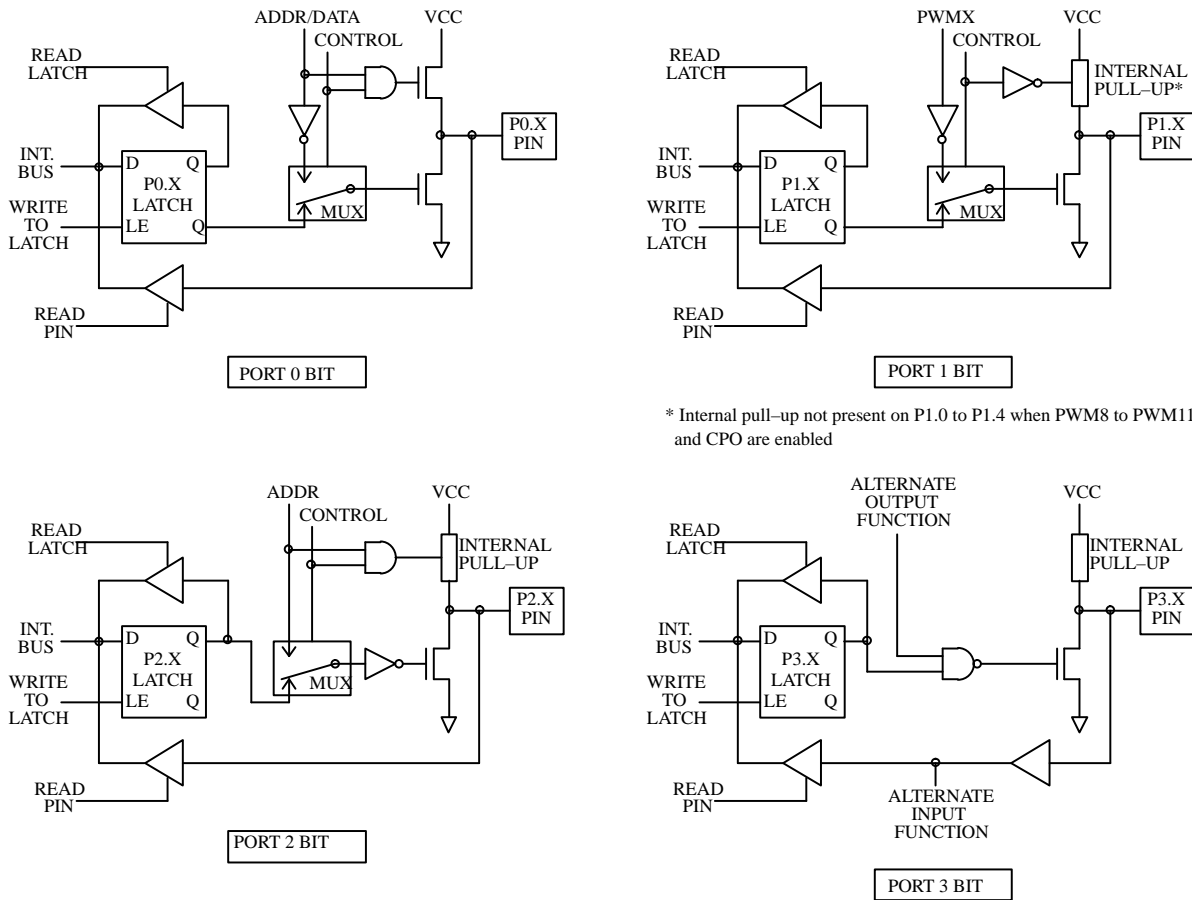 ADDR/DATA
VCC
CONTROL
READ
LATCH
P0.X
PIN
INT.
BUS
D
Q
P0.X
LATCH
WRITE
TO
LATCH
LE
Q
MUX
READ
PIN
PORT 0 BIT
PWMX
VCC
CONTROL
READ
LATCH
INTERNAL
PULL–UP*
P1.X
PIN
INT.
BUS
D
Q
P1.X
LATCH
WRITE
TO
LATCH
LE
Q
MUX
READ
PIN
PORT 1 BIT
* Internal pull–up not present on P1.0 to P1.4 when PWM8 to PWM11
and CPO are enabled
ADDR
VCC
CONTROL
READ
LATCH
INTERNAL
PULL–UP
P2.X
PIN
INT.
BUS
D
Q
P2.X
LATCH
WRITE
TO
LATCH
LE
Q
MUX
READ
PIN
PORT 2 BIT
ALTERNATE
OUTPUT
FUNCTION
VCC
READ
LATCH
INTERNAL
PULL–UP
P3.X
PIN
INT.
BUS
D
Q
P3.X
LATCH
WRITE
TO
LATCH
LE
Q
READ
PIN
ALTERNATE
INPUT
FUNCTION
PORT 3 BIT